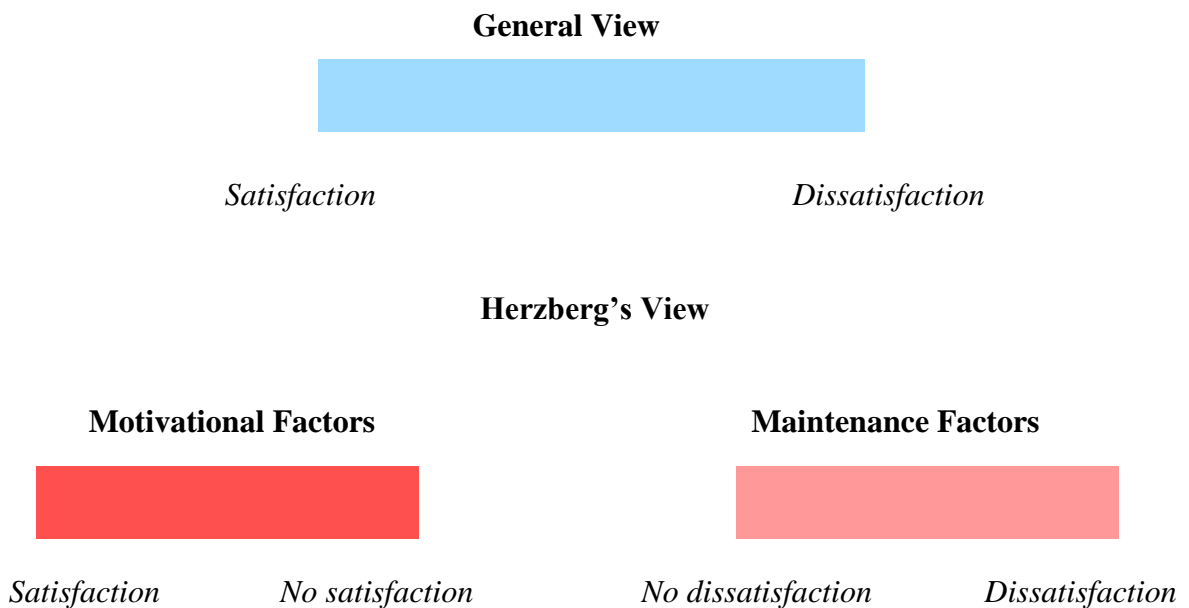 General View
Satisfaction Dissatisfaction
Herzberg’s View
Motivational Factors Maintenance Factors
Satisfaction No satisfaction No dissatisfaction Dissatisfaction